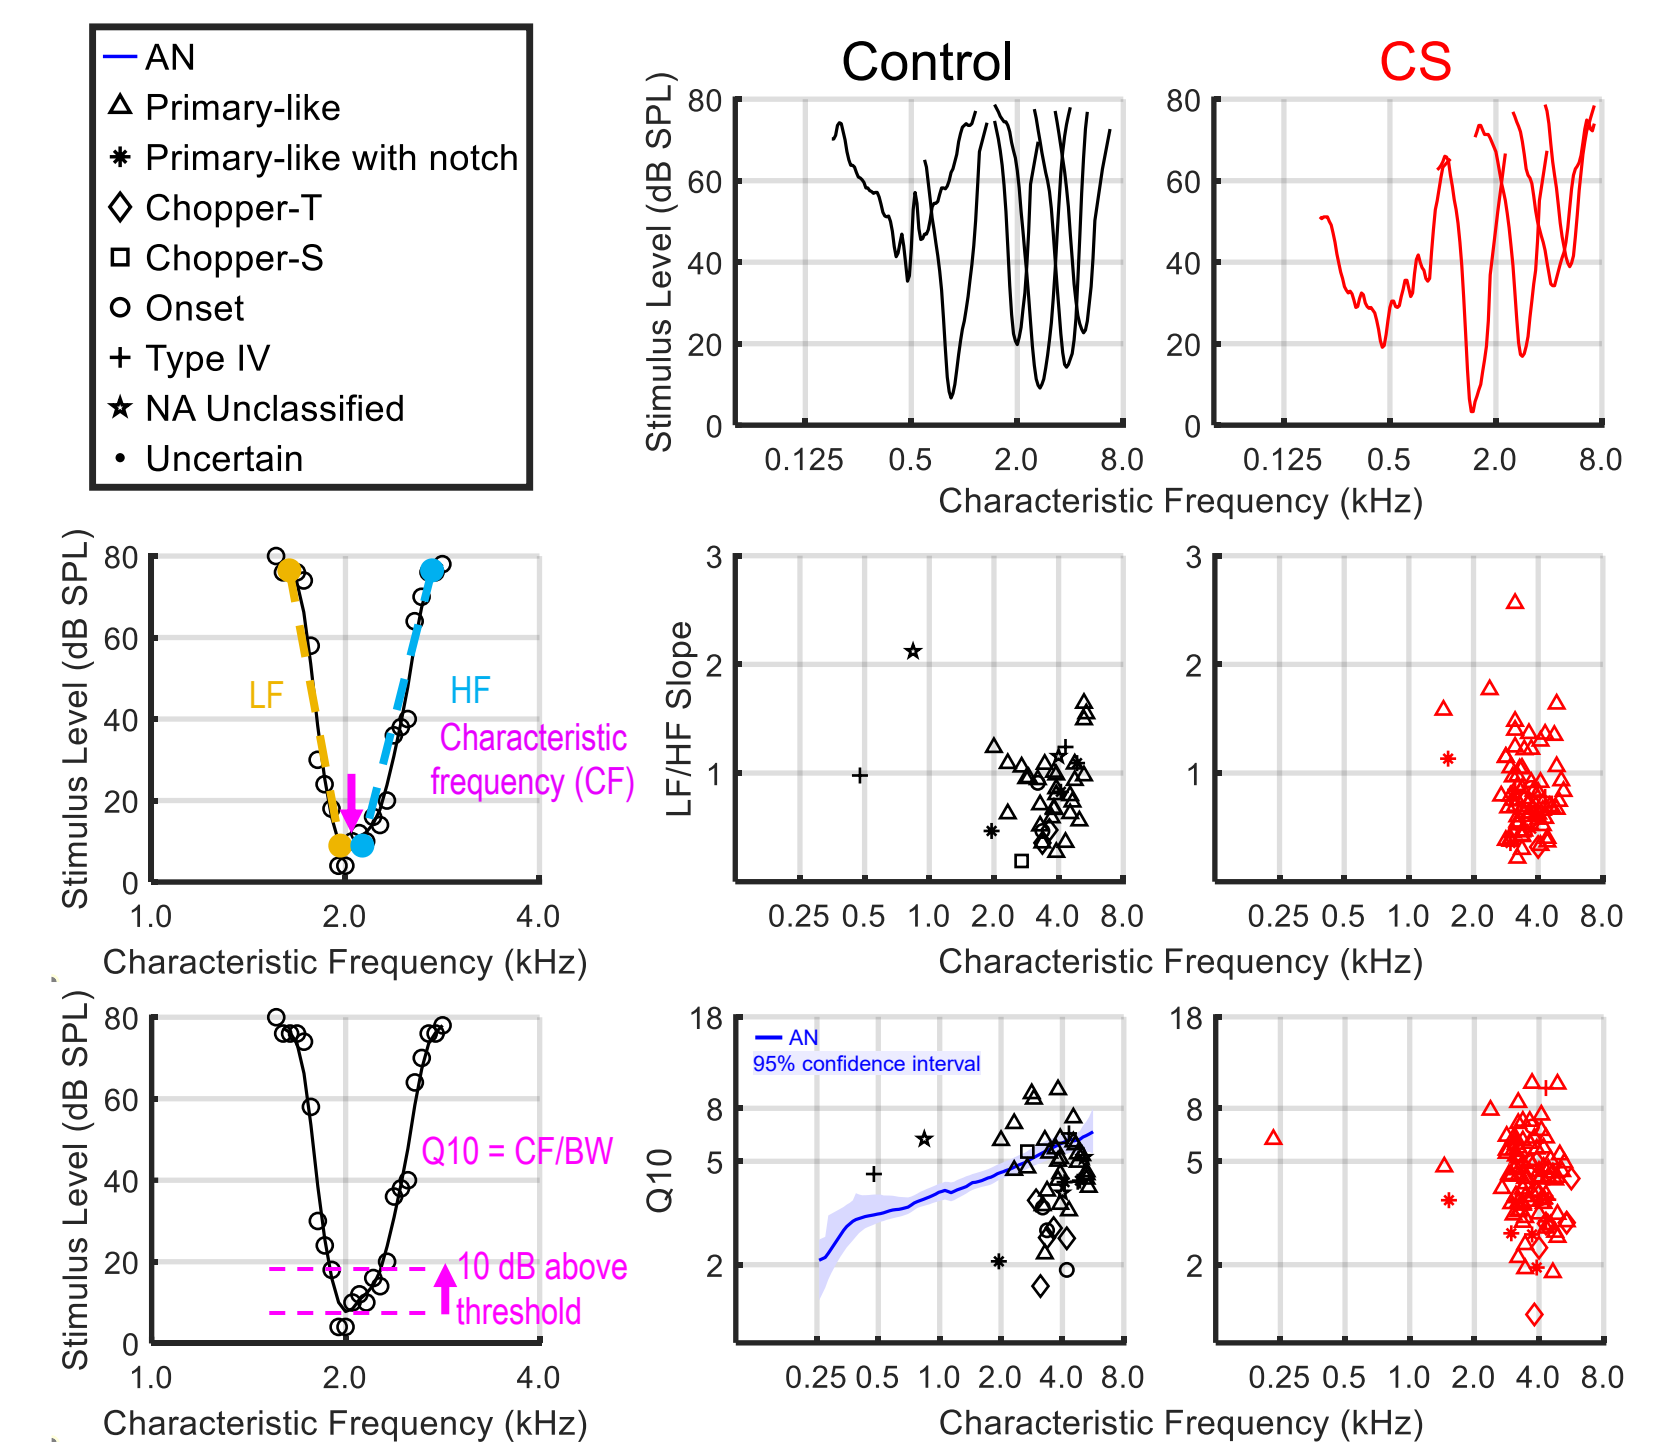 AN
Primary-like
Primary-like with notch
Chopper-T
Chopper-S
Onset
Type IV
NA Unclassified
Uncertain
Control
CS
Stimulus Level (dB SPL)
80
60
40
20
0
0.125 0.5 2.0 8.0
80
60
40
20
0
0.125 0.5 2.0 8.0
Characteristic Frequency (kHz)
Stimulus Level (dB SPL)
80
60
40
20
0
1.0 2.0 4.0
LF
HF
Characteristic
frequency (CF)
Characteristic Frequency (kHz)
LF/HF Slope
3
2
1
0.25 0.5 1.0 2.0 4.0 8.0
3
2
1
0.25 0.5 1.0 2.0 4.0 8.0
Characteristic Frequency (kHz)
Stimulus Level (dB SPL)
80
60
40
20
0
1.0 2.0 4.0
Q10 = CF/BW
10 dB above
threshold
Characteristic Frequency (kHz)
Q10
18
8
5
2
AN
95% confidence interval
0.25 0.5 1.0 2.0 4.0 8.0
18
8
5
2
0.25 0.5 1.0 2.0 4.0 8.0
Characteristic Frequency (kHz)